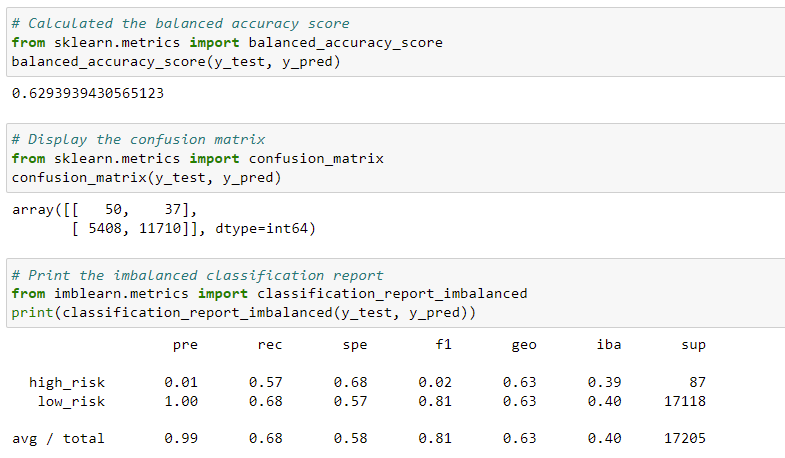 # Calculated the balanced accuracy score
from sklearn.metrics import balanced_accuracy_score
balanced_accuracy_score(y_test, y_pred)
0.6293939430565123
# Display the confusion matrix
from sklearn.metrics import confusion_matrix
confusion_matrix(y_test, y_pred)
array([[   50,    37],
       [ 5408, 11710]], dtype=int64)
# Print the imbalanced classification report
from imblearn.metrics import classification_report_imbalanced
print(classification_report_imbalanced(y_test, y_pred))
                   pre       rec       spe        f1       geo       iba       sup
  high_risk       0.01      0.57      0.68      0.02      0.63      0.39        87
   low_risk       1.00      0.68      0.57      0.81      0.63      0.40     17118
avg / total       0.99      0.68      0.58      0.81      0.63      0.40     17205